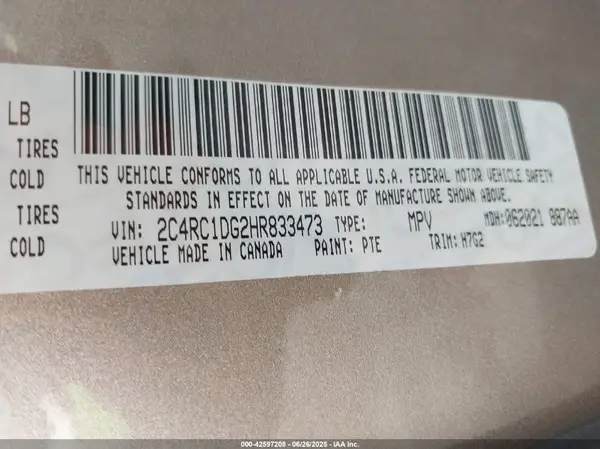 LB
TIRES
COLD
TIRES
COLD
THIS VEHICLE CONFORMS TO ALL APPLICABLE U.S.A. FEDERAL MOTOR VEHICLE SAFETY
STANDARDS IN EFFECT ON THE DATE OF MANUFACTURE SHOWN ABOVE.
VIN: 2C4RC1DG2HR833473 TYPE: MPV MDH: 062021 887AA
VEHICLE MADE IN CANADA PAINT: PTE TRIM: H7G2
000-42597208 - 06/26/2025 - IAA Inc.